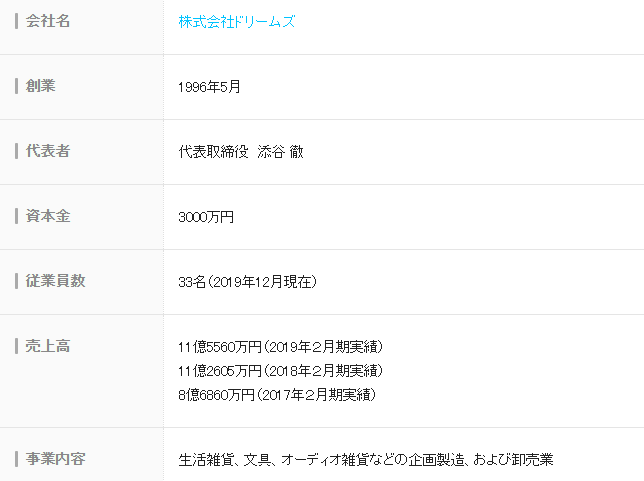 会社名
株式会社ドリームズ
創業
1996年5月
代表者
代表取締役　添谷 徹
資本金
3000万円
従業員数
33名（2019年12月現在）
売上高
11億5560万円（2019年２月期実績）
11億2605万円（2018年２月期実績）
8億6860万円（2017年２月期実績）
事業内容
生活雑貨、文具、オーディオ雑貨などの企画製造、および卸売業